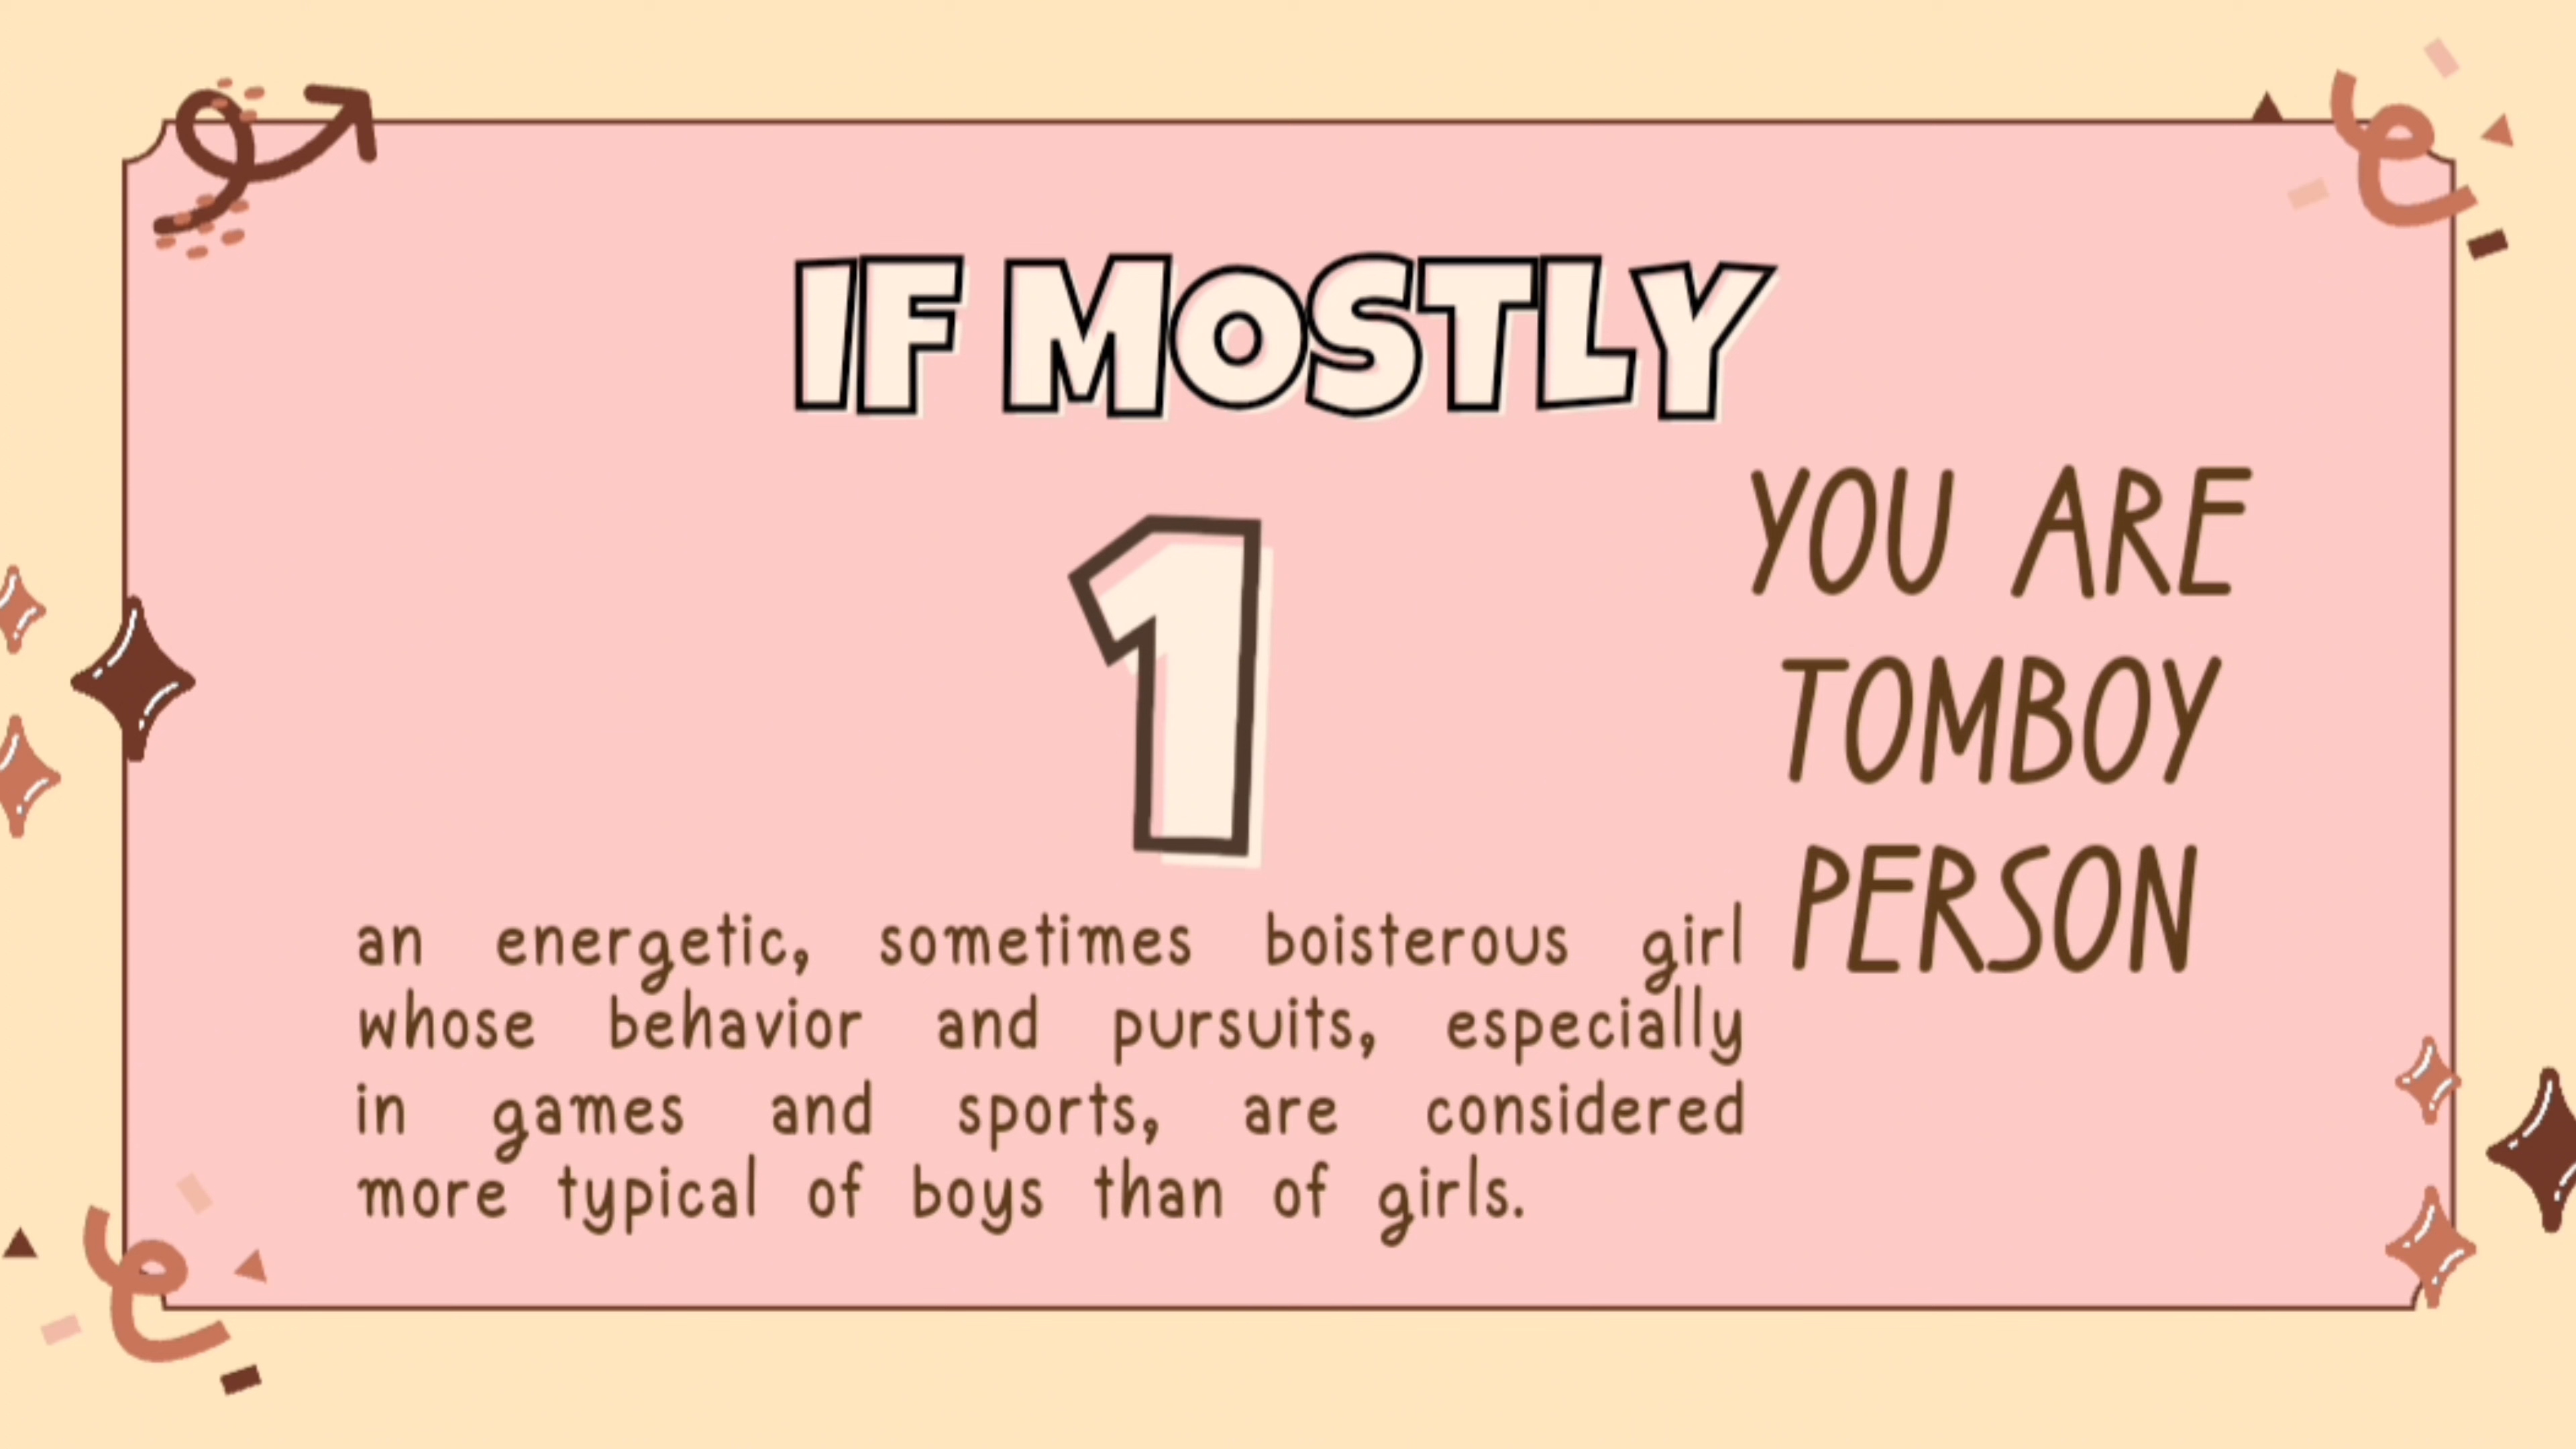 IF MOSTLY
1
YOU ARE
TOMBOY
PERSON
an energetic, sometimes boisterous girl
whose behavior and pursuits, especially
in games and sports, are considered
more typical of boys than of girls.